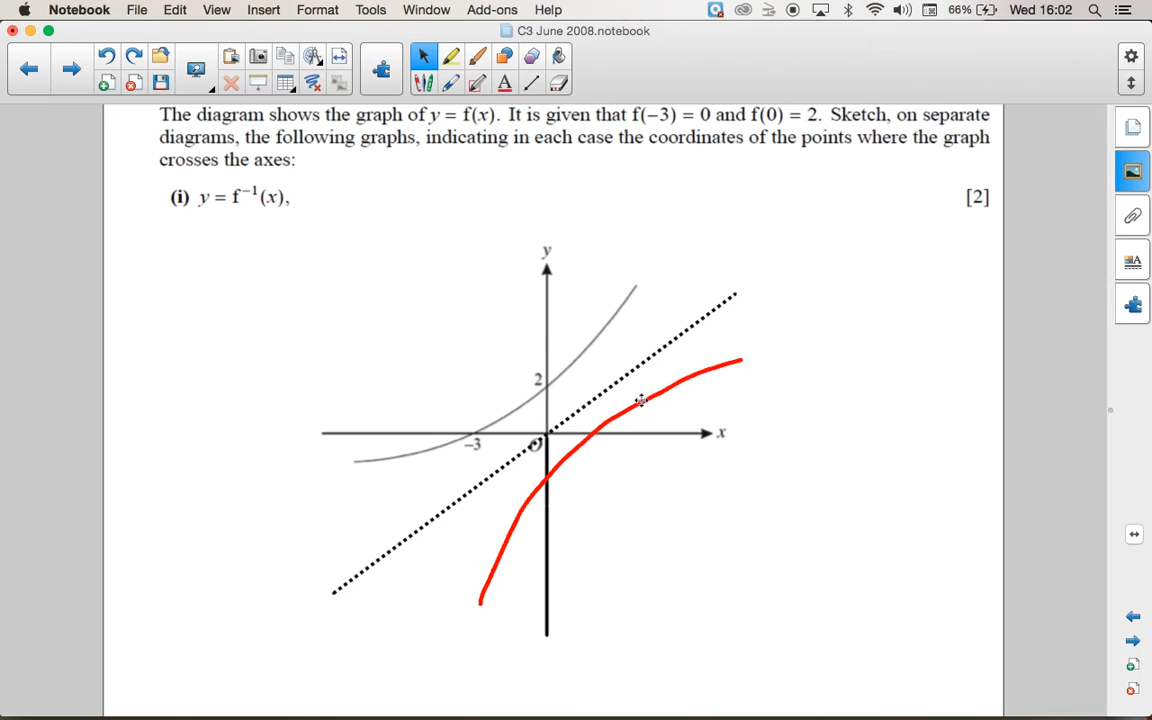 Notebook File Edit View Insert Format Tools Window Add-ons Help 66% Wed 16:02
C3 June 2008.notebook
The diagram shows the graph of y = f(x). It is given that f(−3) = 0 and f(0) = 2. Sketch, on separate
diagrams, the following graphs, indicating in each case the coordinates of the points where the graph
crosses the axes:
(i) y = f⁻¹(x), [2]
y
2
x
−3 O